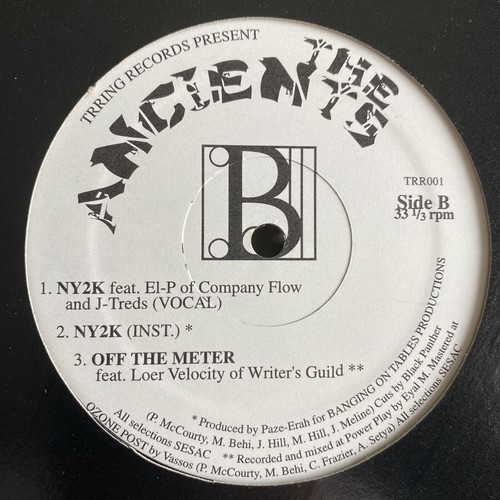 TRRING RECORDS PRESENT
THE
ANCIENTS
B
TRR001
Side B
33 1/3 rpm
1. NY2K feat. El-P of Company Flow
and J-Treds (VOCAL)
2. NY2K (INST.) *
3. OFF THE METER
feat. Loer Velocity of Writer's Guild **
* Produced by Paze-Erah for BANGING ON TABLES PRODUCTIONS
(P. McCourty, M. Behi, J. Hill, M. Hill, J. Meline) Cuts by Black Panther
All selections SESAC ** Recorded and mixed at Power Play by Eyal M. Mastered at
OZONE POST by Vassos (P. McCourty, M. Behi, C. Frazier, A. Setya) All selections SESAC